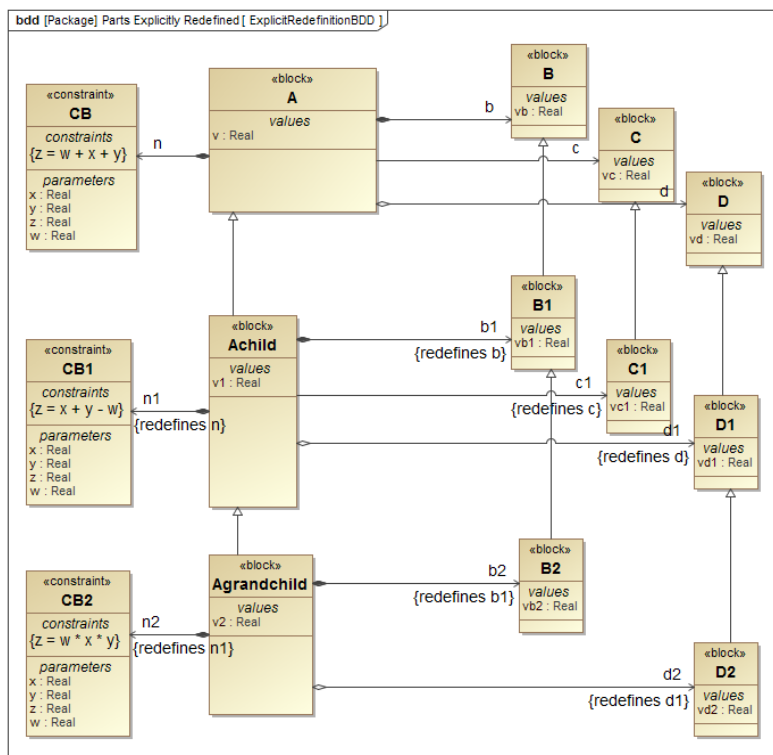 bdd [Package] Parts Explicitly Redefined [ ExplicitRedefinitionBDD ]
«constraint»
CB
constraints
{z = w + x + y}
parameters
x : Real
y : Real
z : Real
w : Real
n
«block»
A
values
v : Real
b
«block»
B
values
vb : Real
c
«block»
C
values
vc : Real
d
«block»
D
values
vd : Real
«constraint»
CB1
constraints
{z = x + y - w}
parameters
x : Real
y : Real
z : Real
w : Real
n1
{redefines n}
«block»
Achild
values
v1 : Real
b1
{redefines b}
«block»
B1
values
vb1 : Real
c1
{redefines c}
«block»
C1
values
vc1 : Real
d1
{redefines d}
«block»
D1
values
vd1 : Real
«constraint»
CB2
constraints
{z = w * x * y}
parameters
x : Real
y : Real
z : Real
w : Real
n2
{redefines n1}
«block»
Agrandchild
values
v2 : Real
b2
{redefines b1}
«block»
B2
values
vb2 : Real
d2
{redefines d1}
«block»
D2
values
vd2 : Real